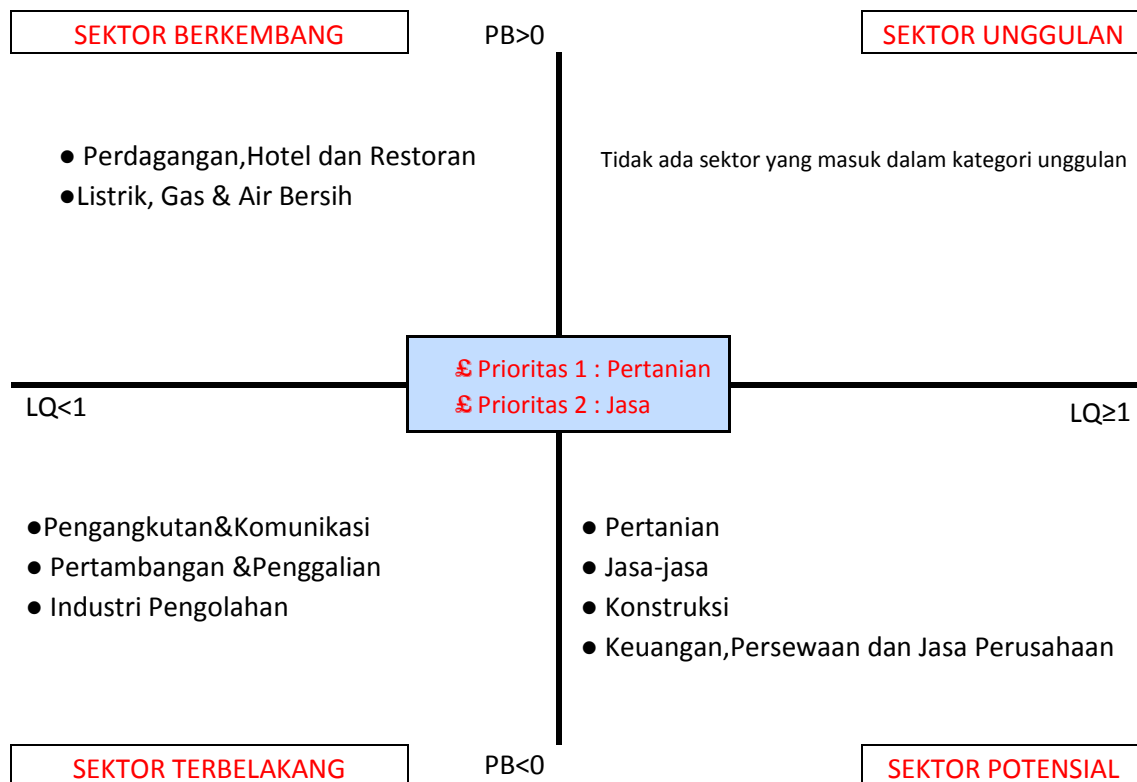 SEKTOR BERKEMBANG
PB>0
SEKTOR UNGGULAN
● Perdagangan,Hotel dan Restoran
●Listrik, Gas & Air Bersih
Tidak ada sektor yang masuk dalam kategori unggulan
£ Prioritas 1 : Pertanian
£ Prioritas 2 : Jasa
LQ<1
LQ≥1
●Pengangkutan&Komunikasi
● Pertambangan &Penggalian
● Industri Pengolahan
● Pertanian
● Jasa-jasa
● Konstruksi
● Keuangan,Persewaan dan Jasa Perusahaan
SEKTOR TERBELAKANG
PB<0
SEKTOR POTENSIAL